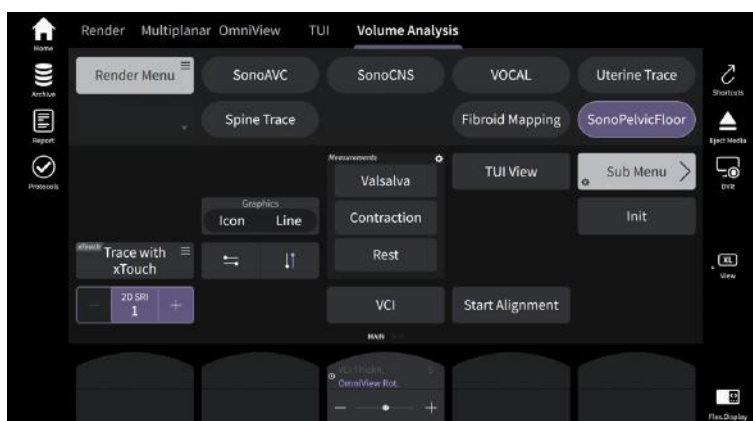 Home
Archive
Report
Protocols
Render Multiplanar OmniView TUI Volume Analysis
Render Menu SonoAVC SonoCNS VOCAL Uterine Trace
Spine Trace Fibroid Mapping SonoPelvicFloor
Measurements
Valsalva TUI View Sub Menu
Graphics
Icon Line Contraction Init
xTouch Trace with
xTouch
Rest
2D SRI
1
VCI Start Alignment
MAIN
VCI Thickn. S
OmniView Rot.
Shortcuts
Eject Media
DVR
XL
View
Flex.Display